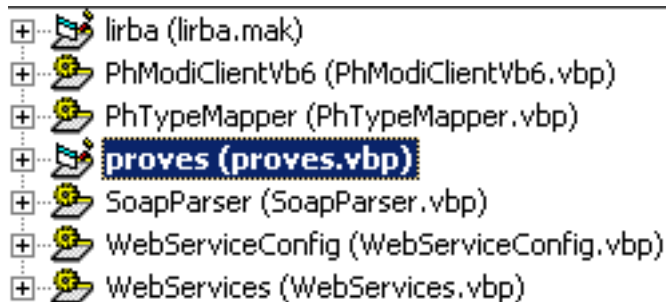 lirba (lirba.mak)
PhModiClientVb6 (PhModiClientVb6.vbp)
PhTypeMapper (PhTypeMapper.vbp)
proves (proves.vbp)
SoapParser (SoapParser.vbp)
WebServiceConfig (WebServiceConfig.vbp)
WebServices (WebServices.vbp)